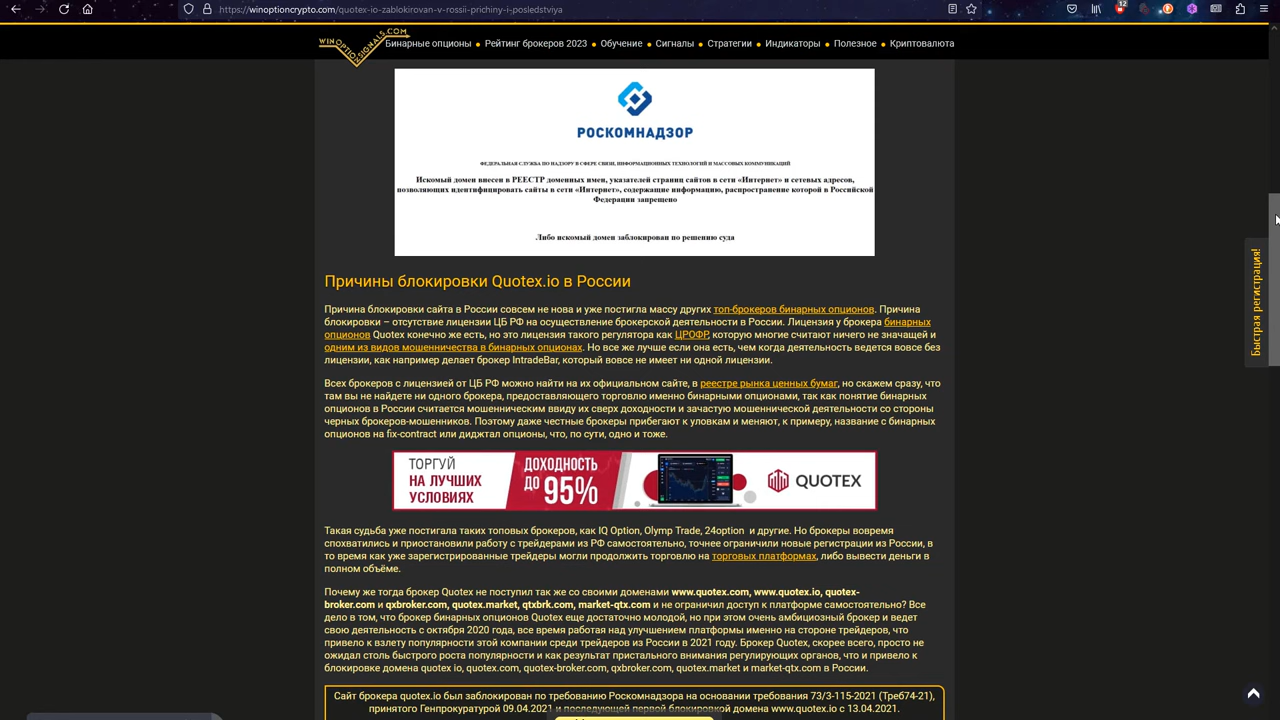 https://winoptioncrypto.com/quotex-zablokirovan-v-rossii-prichiny-i-posledstviya
12
WINOPTIONSIGNALS.COM
Бинарные опционы
Рейтинг брокеров 2023
Обучение
Сигналы
Стратегии
Индикаторы
Полезное
Криптовалюта
РОСКОМНАДЗОР
ФЕДЕРАЛЬНАЯ СЛУЖБА ПО НАДЗОРУ В СФЕРЕ СВЯЗИ, ИНФОРМАЦИОННЫХ ТЕХНОЛОГИЙ И МАССОВЫХ КОММУНИКАЦИЙ
Искомый домен внесен в РЕЕСТР доменных имен, указателей страниц сайтов в сети «Интернет» и сетевых адресов,
позволяющих идентифицировать сайты в сети «Интернет», содержащие информацию, распространение которой в Российской
Федерации запрещено
Либо искомый домен заблокирован по решению суда
Быстрая регистрация!
Причины блокировки Quotex.io в России
Причина блокировки сайта в России совсем не нова и уже постигла массу других топ-брокеров бинарных опционов. Причина
блокировки – отсутствие лицензии ЦБ РФ на осуществление брокерской деятельности в России. Лицензия у брокера бинарных
опционов Quotex конечно же есть, но это лицензия такого регулятора как ЦРОФР, которую многие считают ничего не значащей и
одним из видов мошенничества в бинарных опционах. Но все же лучше если она есть, чем когда деятельность ведется вовсе без
лицензии, как например делает брокер IntradeBar, который вовсе не имеет ни одной лицензии.
Всех брокеров с лицензией от ЦБ РФ можно найти на их официальном сайте, в реестре рынка ценных бумаг, но скажем сразу, что
там вы не найдете ни одного брокера, предоставляющего торговлю именно бинарными опционами, так как понятие бинарных
опционов в России считается мошенническим ввиду их сверх доходности и зачастую мошеннической деятельности со стороны
черных брокеров-мошенников. Поэтому даже честные брокеры прибегают к уловкам и меняют, к примеру, название с бинарных
опционов на fix-contract или диджтал опционы, что, по сути, одно и тоже.
ТОРГУЙ
НА ЛУЧШИХ
УСЛОВИЯХ
ДОХОДНОСТЬ
ДО 95%
QUOTEX
Такая судьба уже постигала таких топовых брокеров, как IQ Option, Olymp Trade, 24option и другие. Но брокеры вовремя
спохватились и приостановили работу с трейдерами из РФ самостоятельно, точнее ограничили новые регистрации из России, в
то время как уже зарегистрированные трейдеры могли продолжить торговлю на торговых платформах, либо вывести деньги в
полном объёме.
Почему же тогда брокер Quotex не поступил так же со своими доменами www.quotex.com, www.quotex.io, quotex-
broker.com и qxbroker.com, quotex.market, qtxbrk.com, market-qtx.com и не ограничил доступ к платформе самостоятельно? Все
дело в том, что брокер бинарных опционов Quotex еще достаточно молодой, но при этом очень амбициозный брокер и ведет
свою деятельность с октября 2020 года, все время работая над улучшением платформы именно на стороне трейдеров, что
привело к взлету популярности этой компании среди трейдеров из России в 2021 году. Брокер Quotex, скорее всего, просто не
ожидал столь быстрого роста популярности и как результат пристального внимания регулирующих органов, что и привело к
блокировке домена quotex io, quotex.com, quotex-broker.com, qxbroker.com, quotex.market и market-qtx.com в России.
Сайт брокера quotex.io был заблокирован по требованию Роскомнадзора на основании требования 73/3-115-2021 (Треб74-21),
принятого Генпрокуратурой 09.04.2021 и последующей первой блокировкой домена www.quotex.io с 13.04.2021.